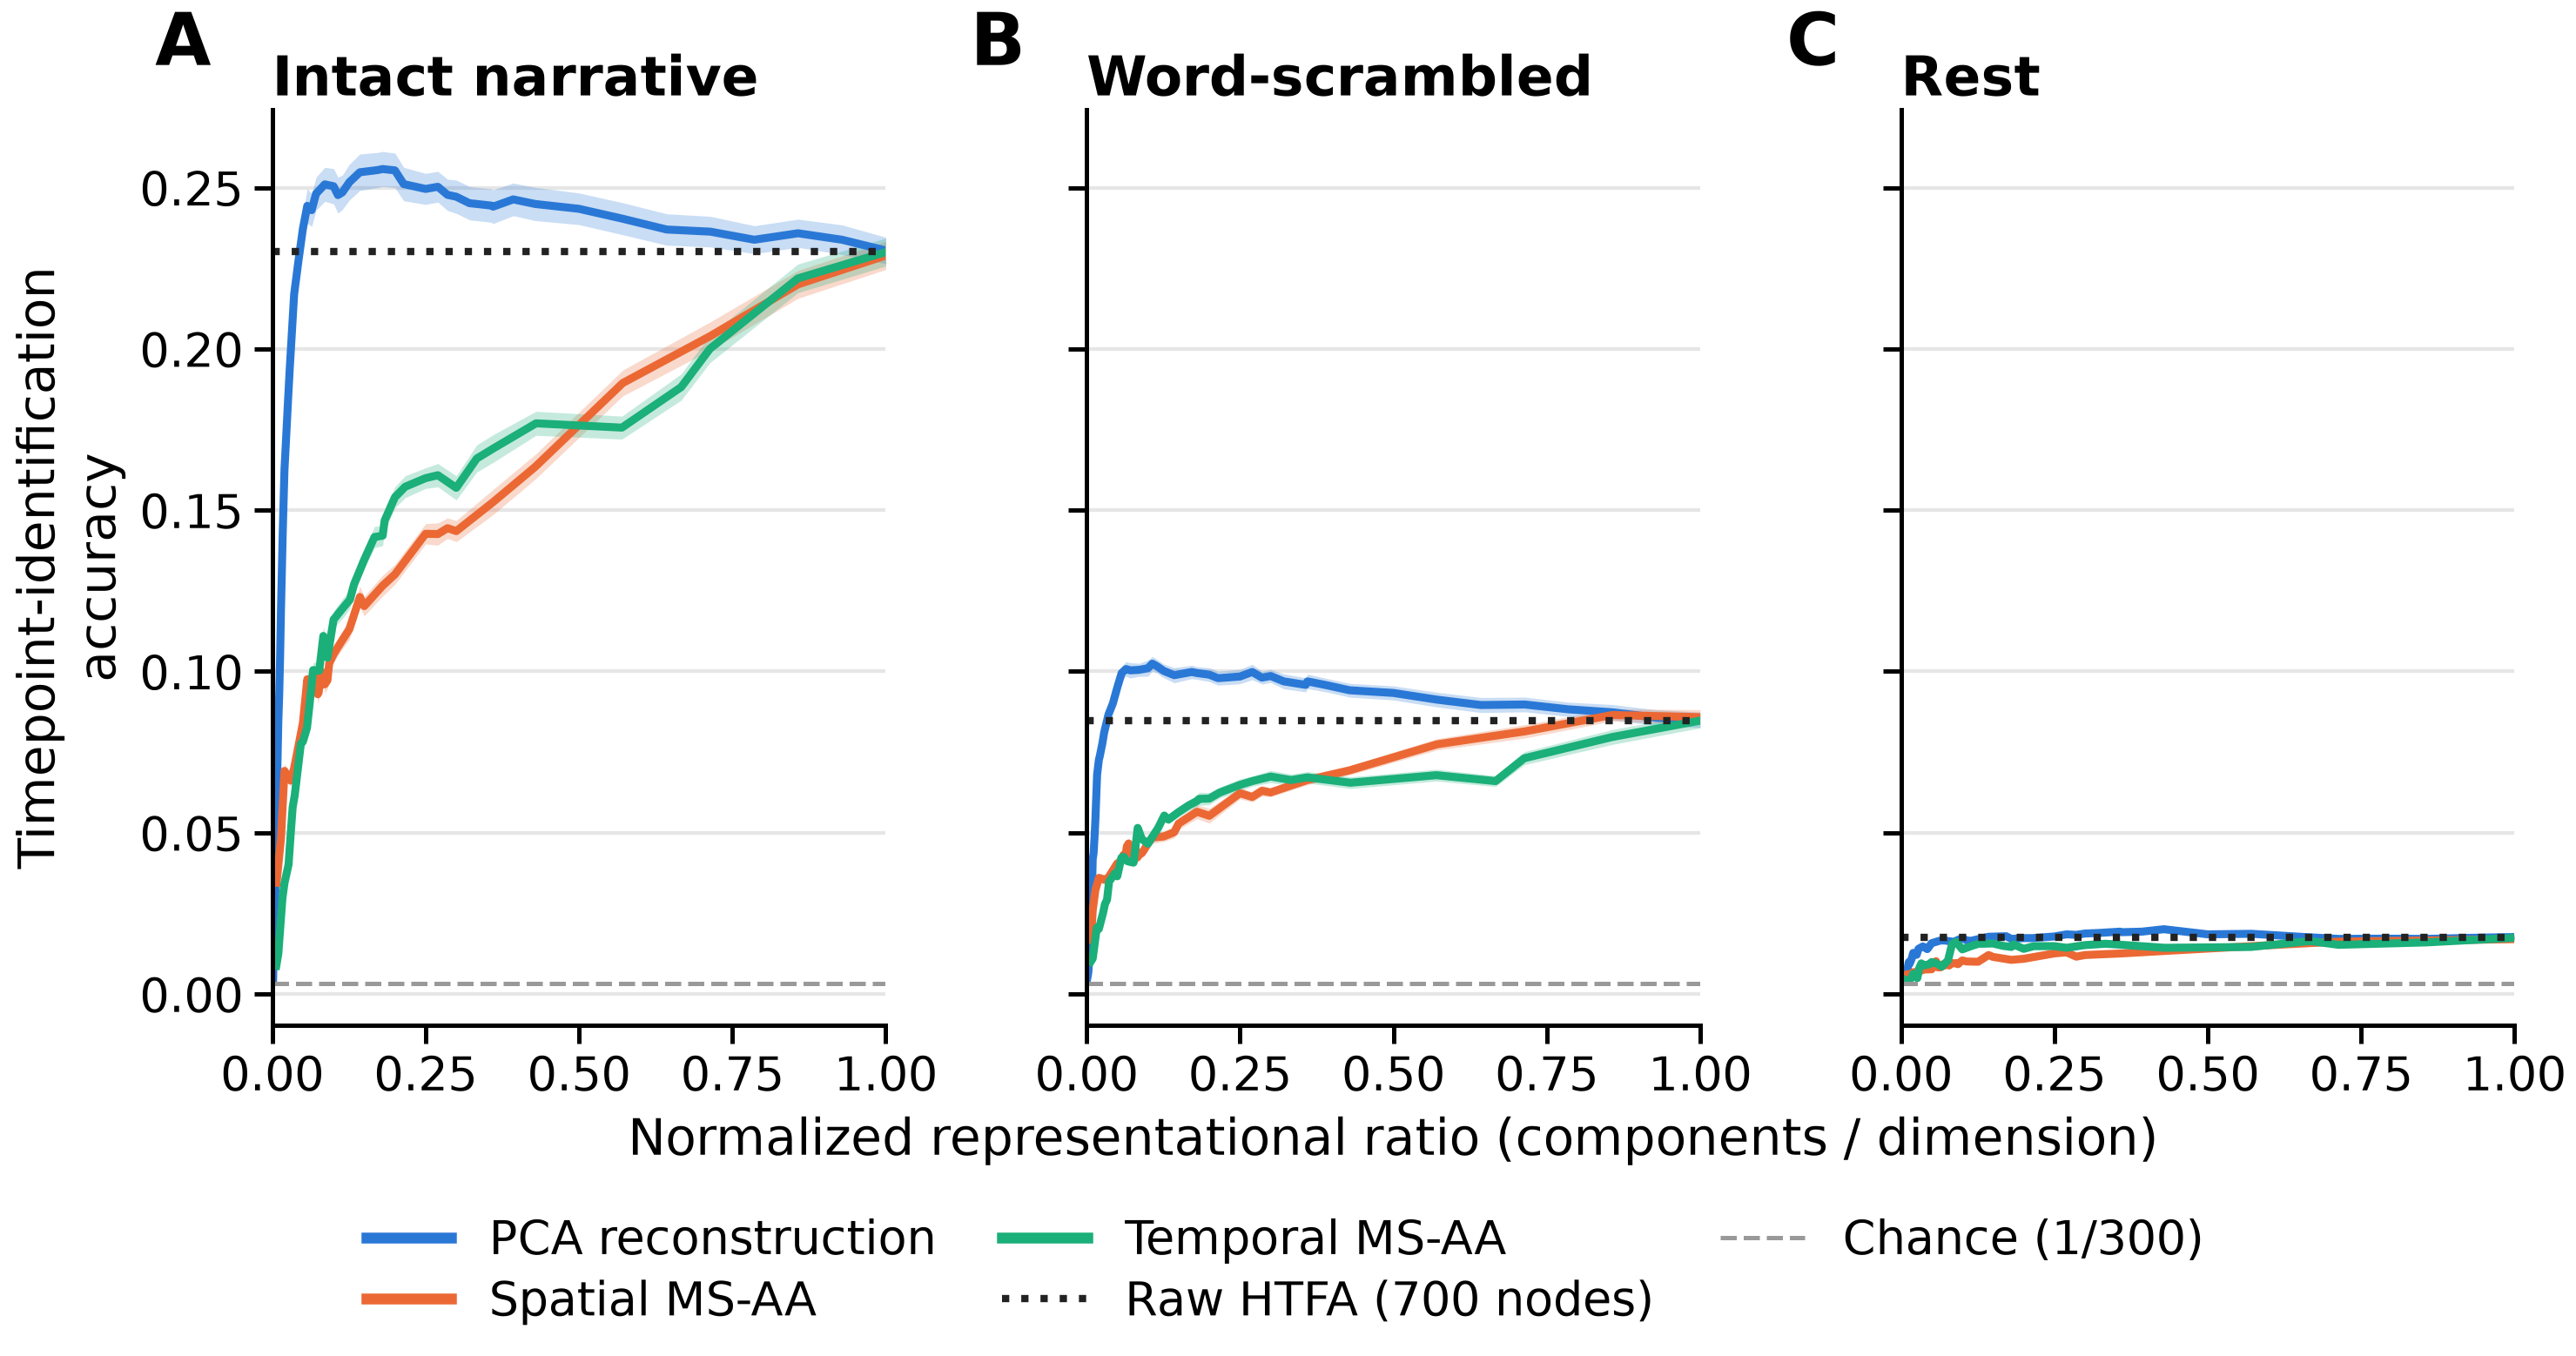 A
Intact narrative
B
Word-scrambled
C
Rest
Timepoint-identification
accuracy
0.25
0.20
0.15
0.10
0.05
0.00
0.00 0.25 0.50 0.75 1.00
0.00 0.25 0.50 0.75 1.00
0.00 0.25 0.50 0.75 1.00
Normalized representational ratio (components / dimension)
PCA reconstruction
Spatial MS-AA
Temporal MS-AA
Raw HTFA (700 nodes)
Chance (1/300)